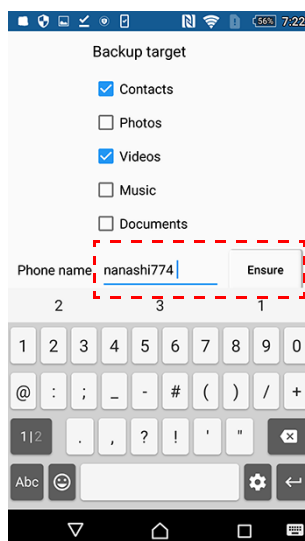 56% 7:22
Backup target
Contacts
Photos
Videos
Music
Documents
Phone name nanashi774 Ensure
2 3 1
1 2 3 4 5 6 7 8 9 0
@ : ; _ - # ( ) / +
1|2 . , ? ! ' "
Abc